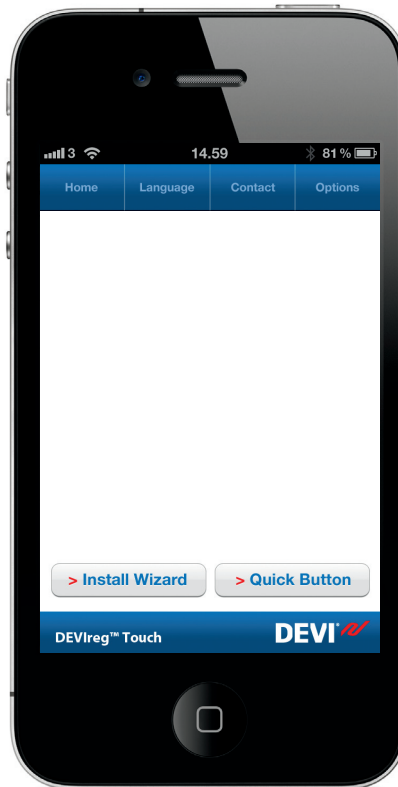 3 14.59 81 %
Home Language Contact Options
> Install Wizard > Quick Button
DEVIreg™ Touch DEVI®